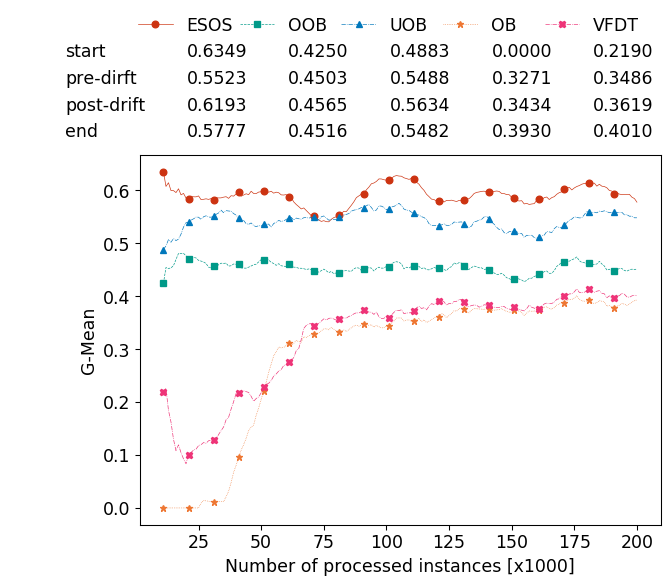 ESOS OOB UOB OB VFDT
start 0.6349 0.4250 0.4883 0.0000 0.2190
pre-dirft 0.5523 0.4503 0.5488 0.3271 0.3486
post-drift 0.6193 0.4565 0.5634 0.3434 0.3619
end 0.5777 0.4516 0.5482 0.3930 0.4010
0.6
0.5
0.4
0.3
0.2
0.1
0.0
G-Mean
25 50 75 100 125 150 175 200
Number of processed instances [x1000]